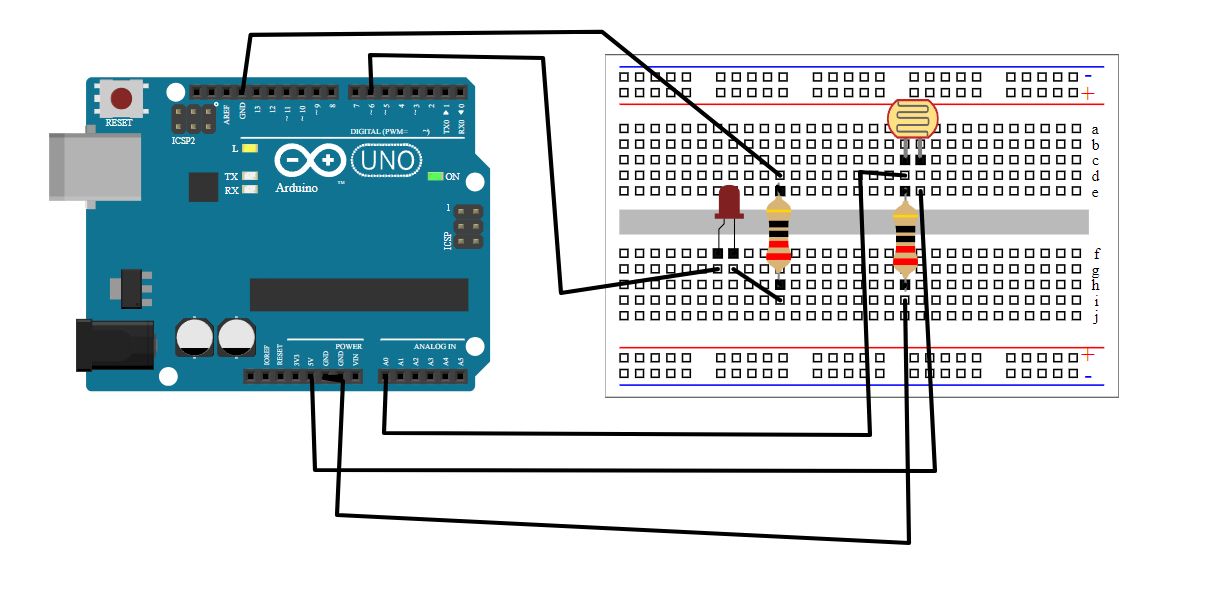 RESET
ICSP2
AREF
GND
13
12
~ 11
~ 10
~ 9
8
7
~ 6
~ 5
4
~ 3
2
TX0 ▶ 1
RX0 ◀ 0
DIGITAL (PWM= ~)
L
TX
RX
Arduino
™
UNO
ON
1
ICSP
IOREF
RESET
3V3
5V
GND
GND
VIN
POWER
ANALOG IN
A0
A1
A2
A3
A4
A5
-
+
a
b
c
d
e
f
g
h
i
j
+
-